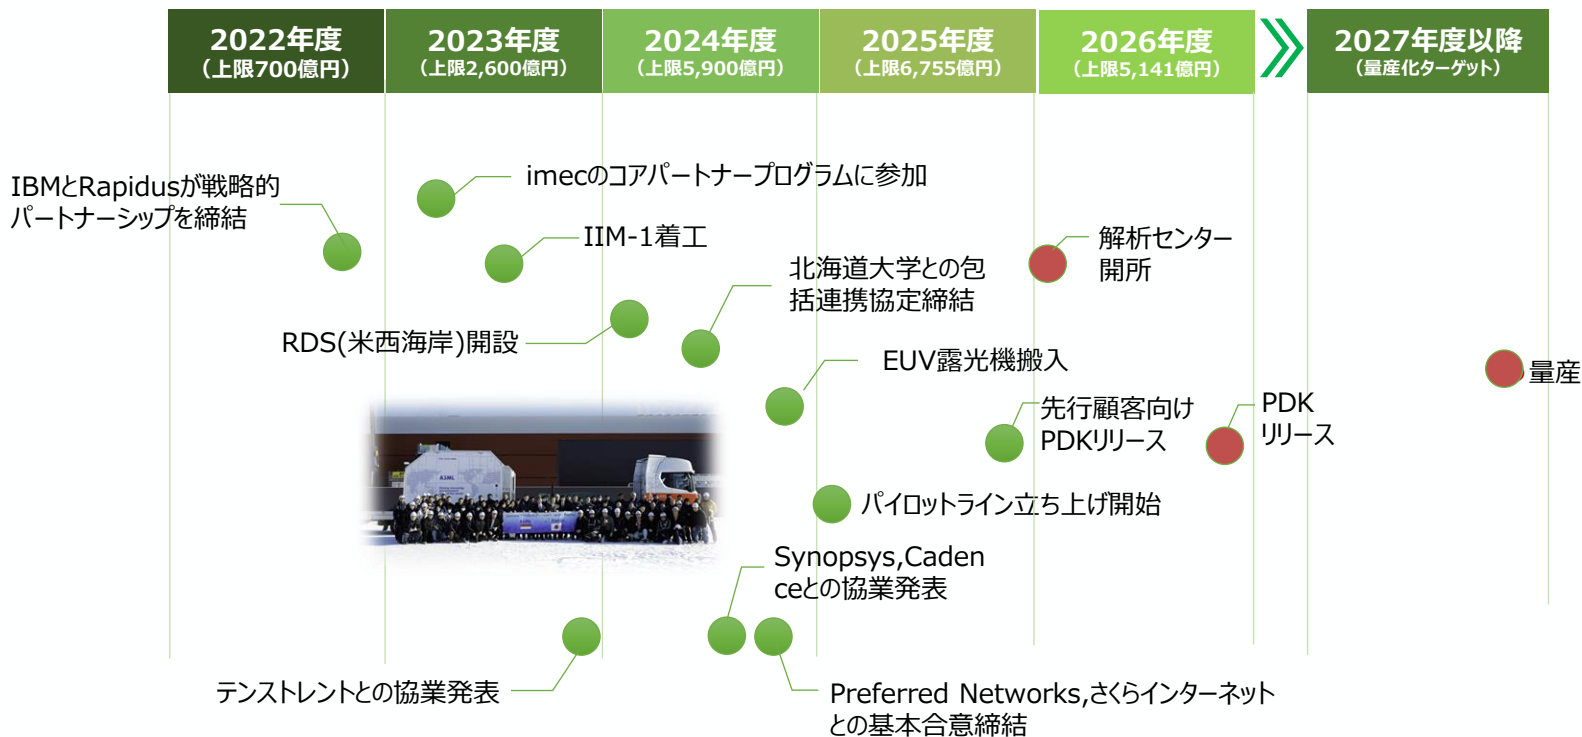 2022年度
（上限700億円）
2023年度
（上限2,600億円）
2024年度
（上限5,900億円）
2025年度
（上限6,755億円）
2026年度
（上限5,141億円）
2027年度以降
（量産化ターゲット）
IBMとRapidusが戦略的
パートナーシップを締結
imecのコアパートナープログラムに参加
IIM-1着工
RDS(米西海岸)開設
北海道大学との包
括連携協定締結
解析センター
開所
EUV露光機搬入
量産
先行顧客向け
PDKリリース
PDK
リリース
ASML
パイロットライン立ち上げ開始
Synopsys,Caden
ceとの協業発表
テンストレントとの協業発表
Preferred Networks,さくらインターネット
との基本合意締結